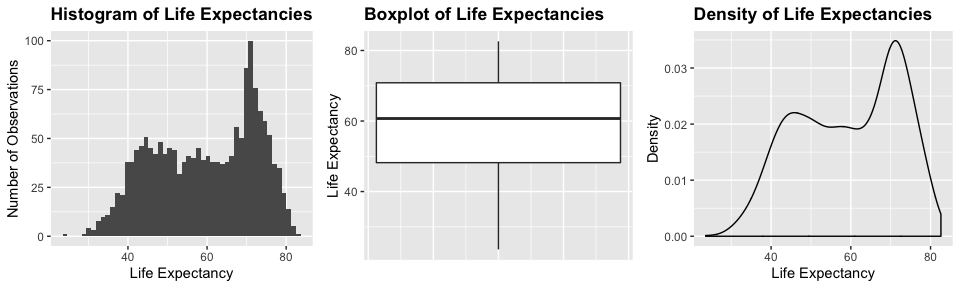 Histogram of Life Expectancies
100
75
50
25
0
Number of Observations
40 60 80
Life Expectancy
Boxplot of Life Expectancies
80
60
40
Life Expectancy
Density of Life Expectancies
0.03
0.02
0.01
0.00
Density
40 60 80
Life Expectancy